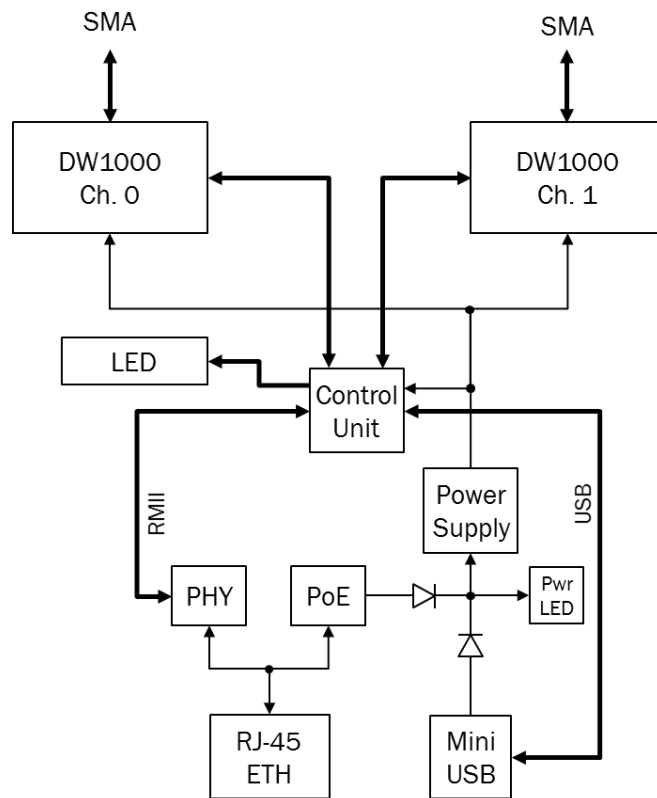 SMA
SMA
DW1000
Ch. 0
DW1000
Ch. 1
LED
Control
Unit
RMII
USB
Power
Supply
PHY
PoE
Pwr
LED
RJ-45
ETH
Mini
USB